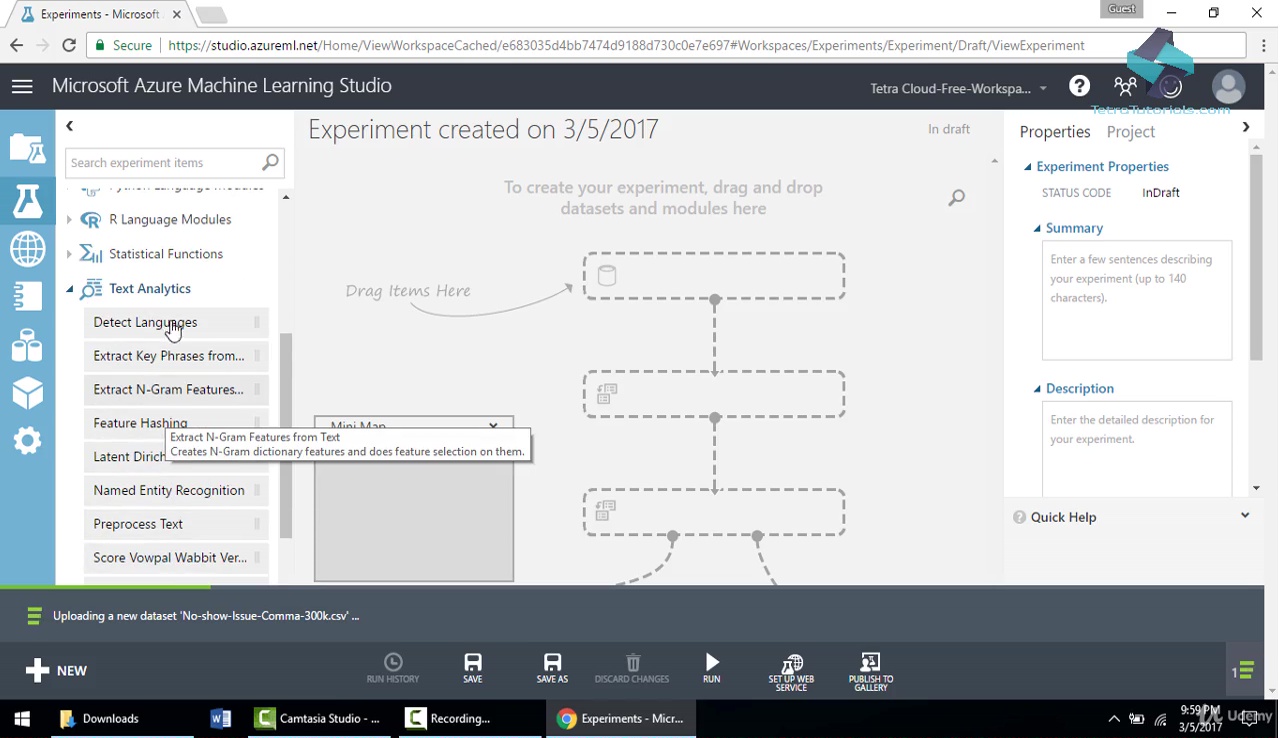 Experiments - Microsoft
Guest
Secure
https://studio.azureml.net/Home/ViewWorkspaceCached/e683035d4bb7474d9188d730c0e7e697#Workspaces/Experiments/Experiment/Draft/ViewExperiment
Microsoft Azure Machine Learning Studio
Tetra Cloud-Free-Workspa...
?
TetraTutorials.com
Search experiment items
Python Language Modules
R Language Modules
Statistical Functions
Text Analytics
Detect Languages
Extract Key Phrases from...
Extract N-Gram Features...
Feature Hashing
Extract N-Gram Features from Text
Creates N-Gram dictionary features and does feature selection on them.
Latent Dirich
Named Entity Recognition
Preprocess Text
Score Vowpal Wabbit Ver...
Experiment created on 3/5/2017
In draft
To create your experiment, drag and drop
datasets and modules here
Drag Items Here
Mini Map
Properties
Project
Experiment Properties
STATUS CODE
InDraft
Summary
Enter a few sentences describing
your experiment (up to 140
characters).
Description
Enter the detailed description for
your experiment.
Quick Help
Uploading a new dataset 'No-show-Issue-Comma-300k.csv' ...
NEW
RUN HISTORY
SAVE
SAVE AS
DISCARD CHANGES
RUN
SET UP WEB
SERVICE
PUBLISH TO
GALLERY
1
Downloads
Camtasia Studio - ...
Recording...
Experiments - Micr...
9:59 PM
3/5/2017
Udemy